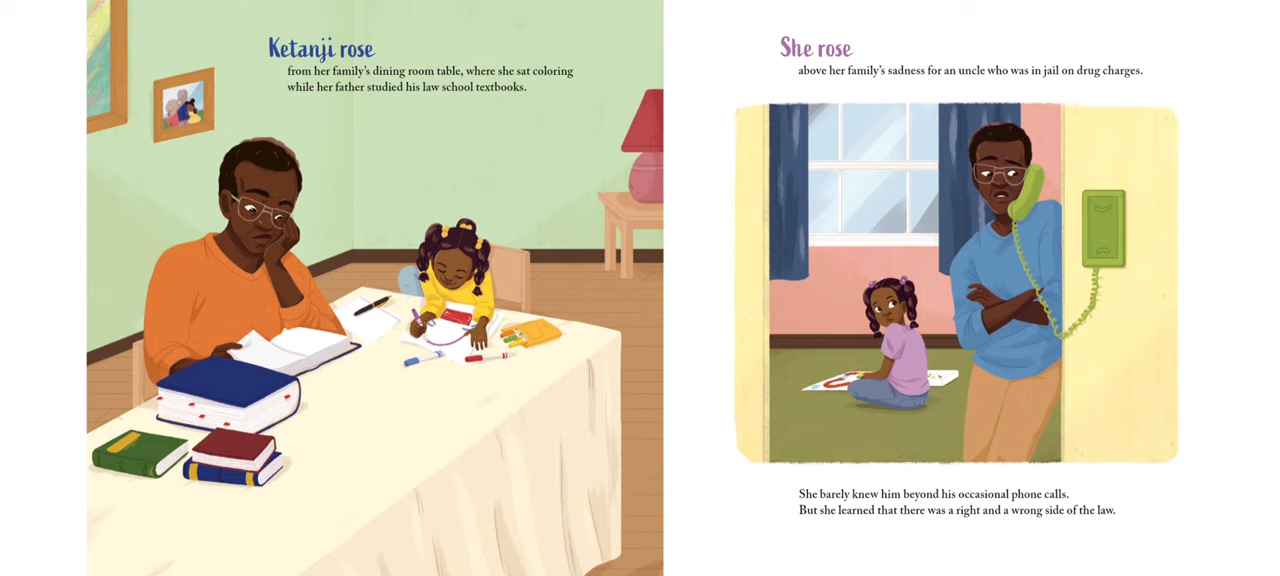 Ketanji rose
from her family's dining room table, where she sat coloring
while her father studied his law school textbooks.
She rose
above her family's sadness for an uncle who was in jail on drug charges.
She barely knew him beyond his occasional phone calls.
But she learned that there was a right and a wrong side of the law.